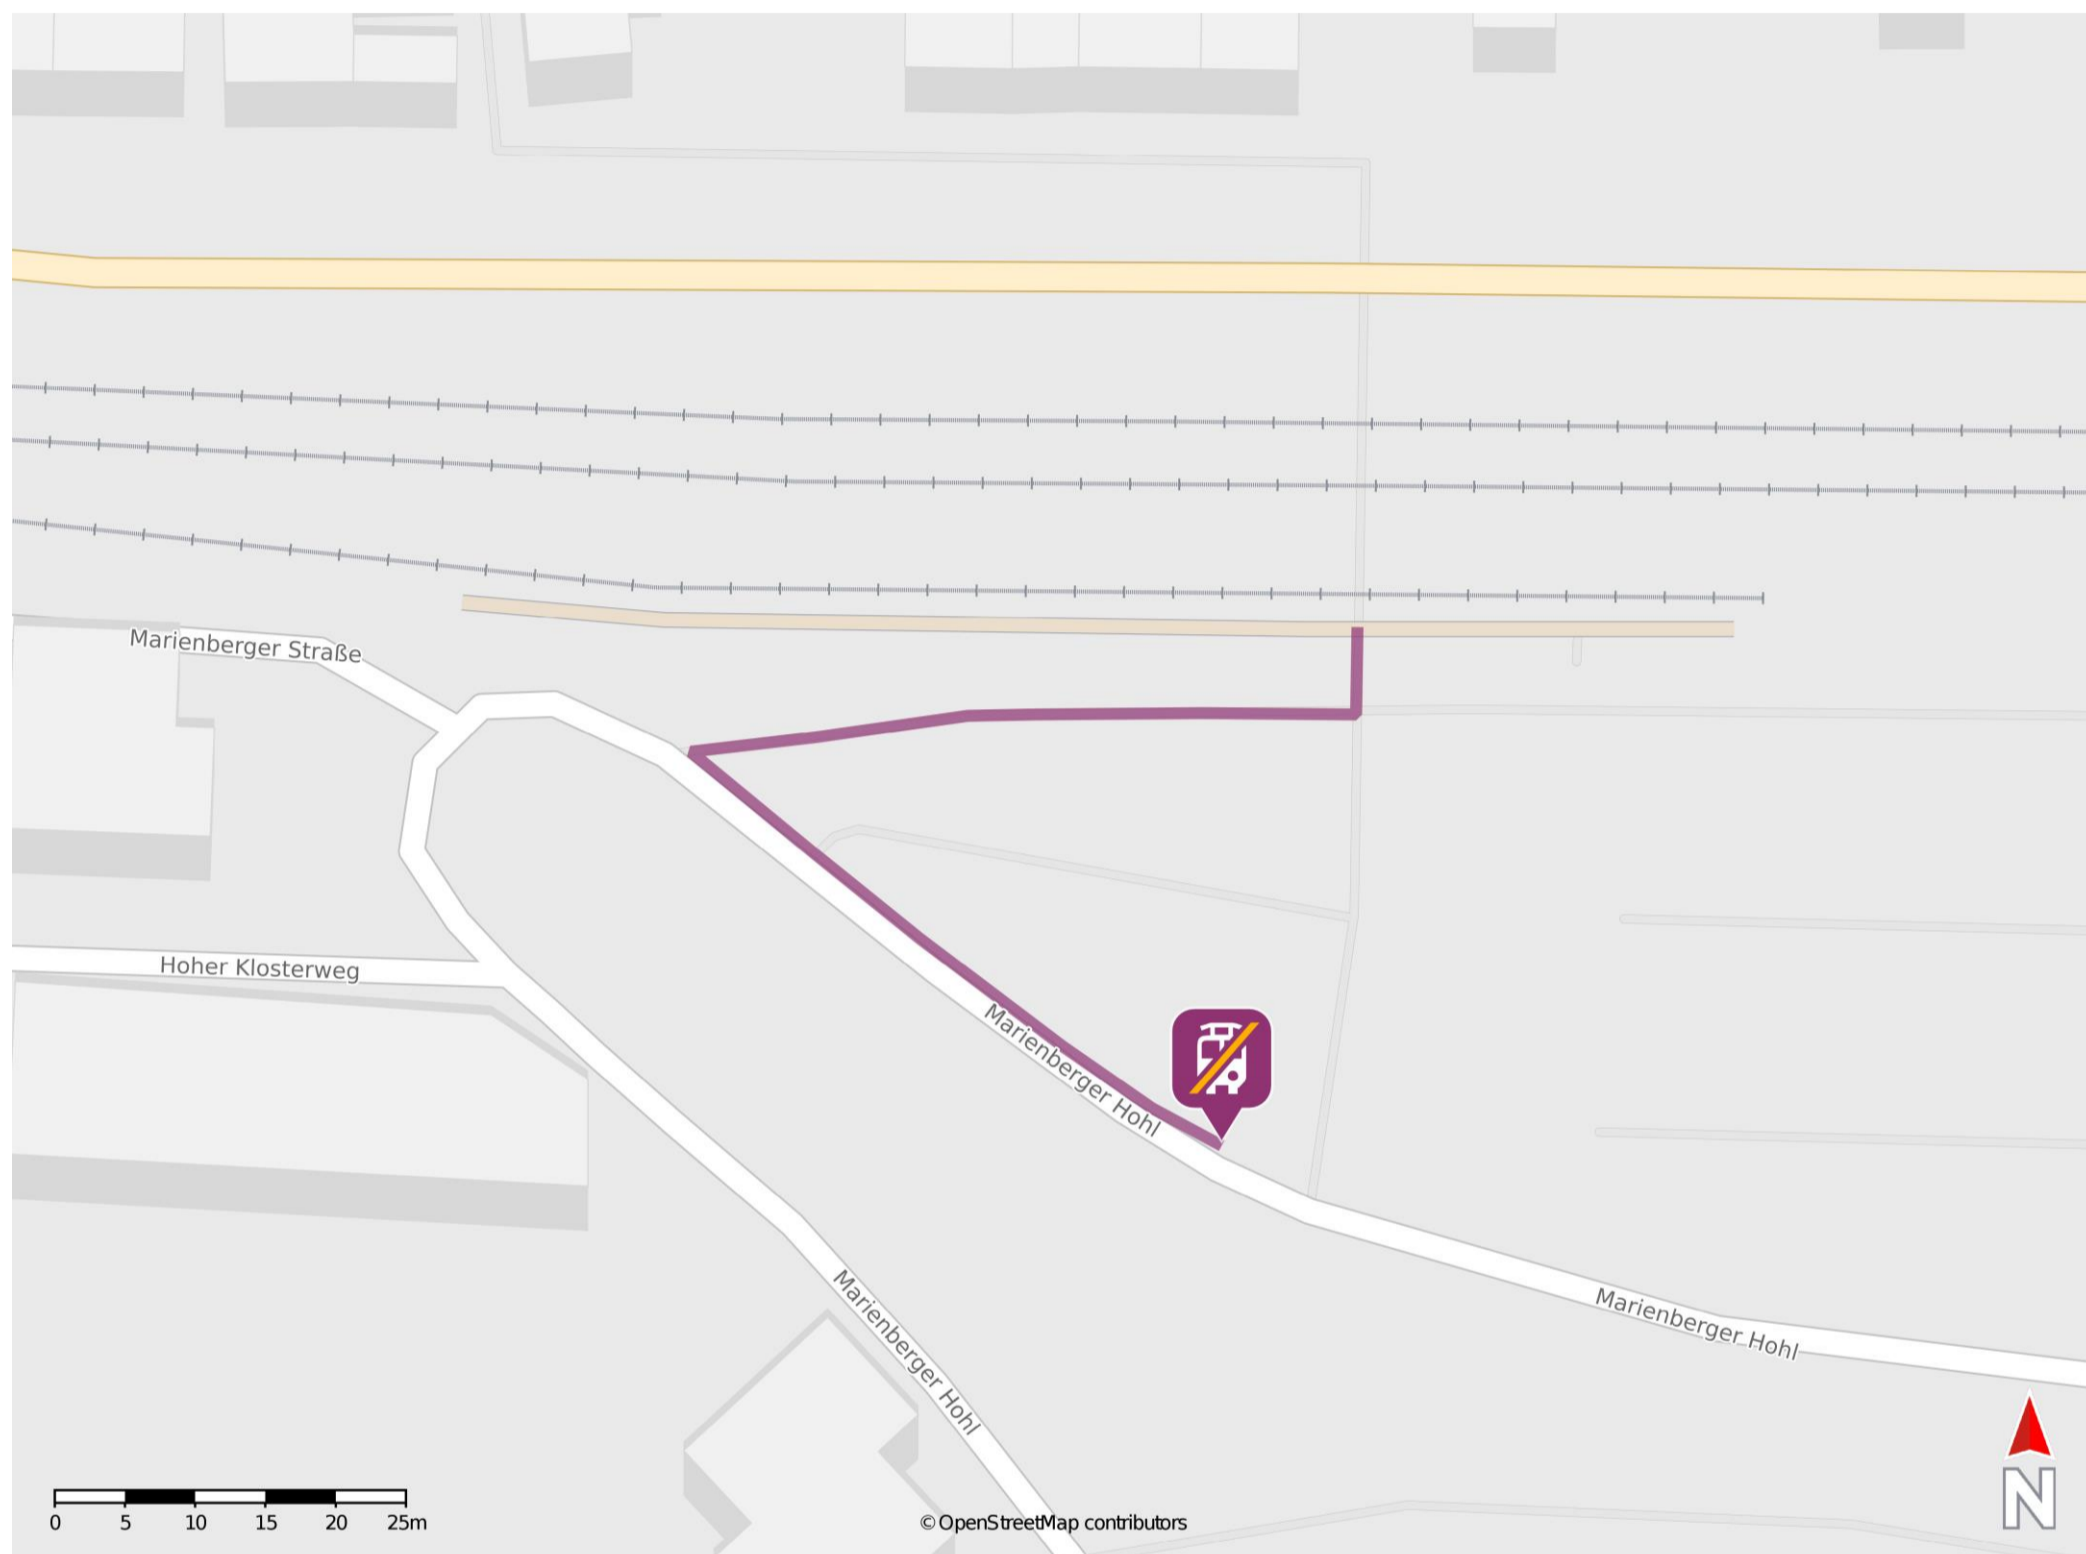 Marienberger Straße
Hoher Klosterweg
Marienberger Hohl
Marienberger Hohl
Marienberger Hohl
N
0 5 10 15 20 25m
© OpenStreetMap contributors